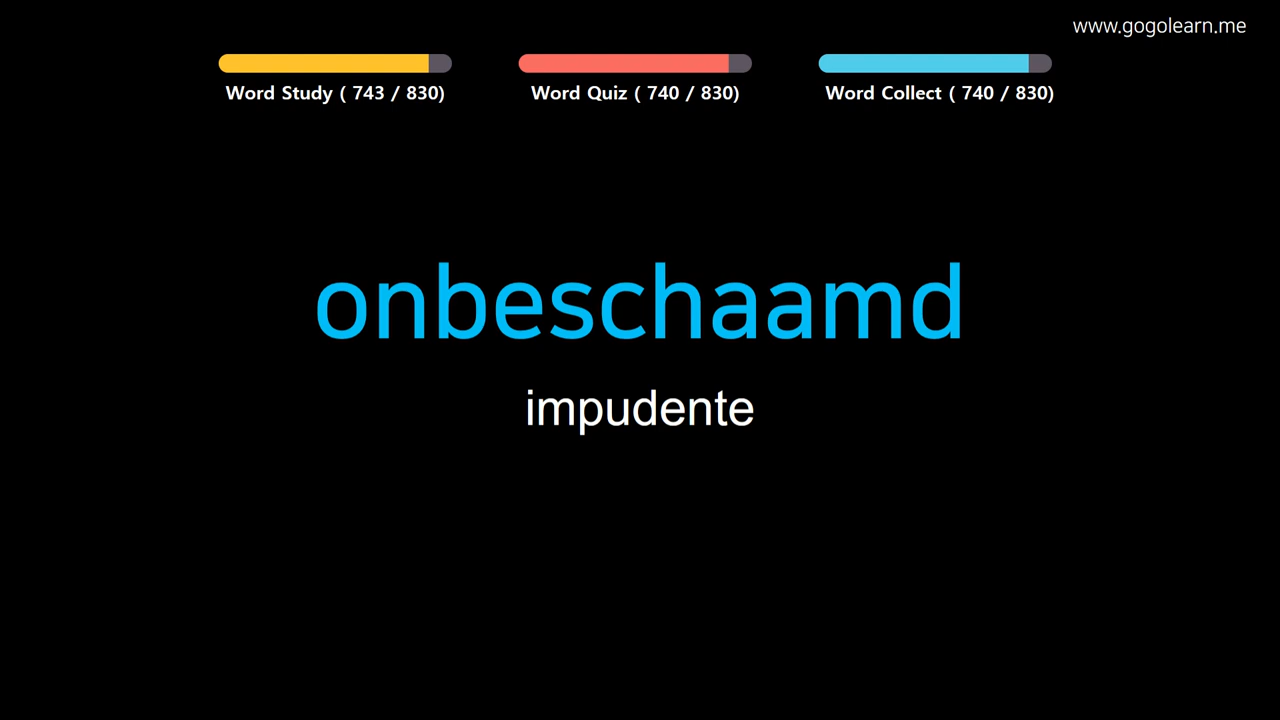 www.gogolearn.me
Word Study ( 743 / 830)
Word Quiz ( 740 / 830)
Word Collect ( 740 / 830)
onbeschaamd
impudente